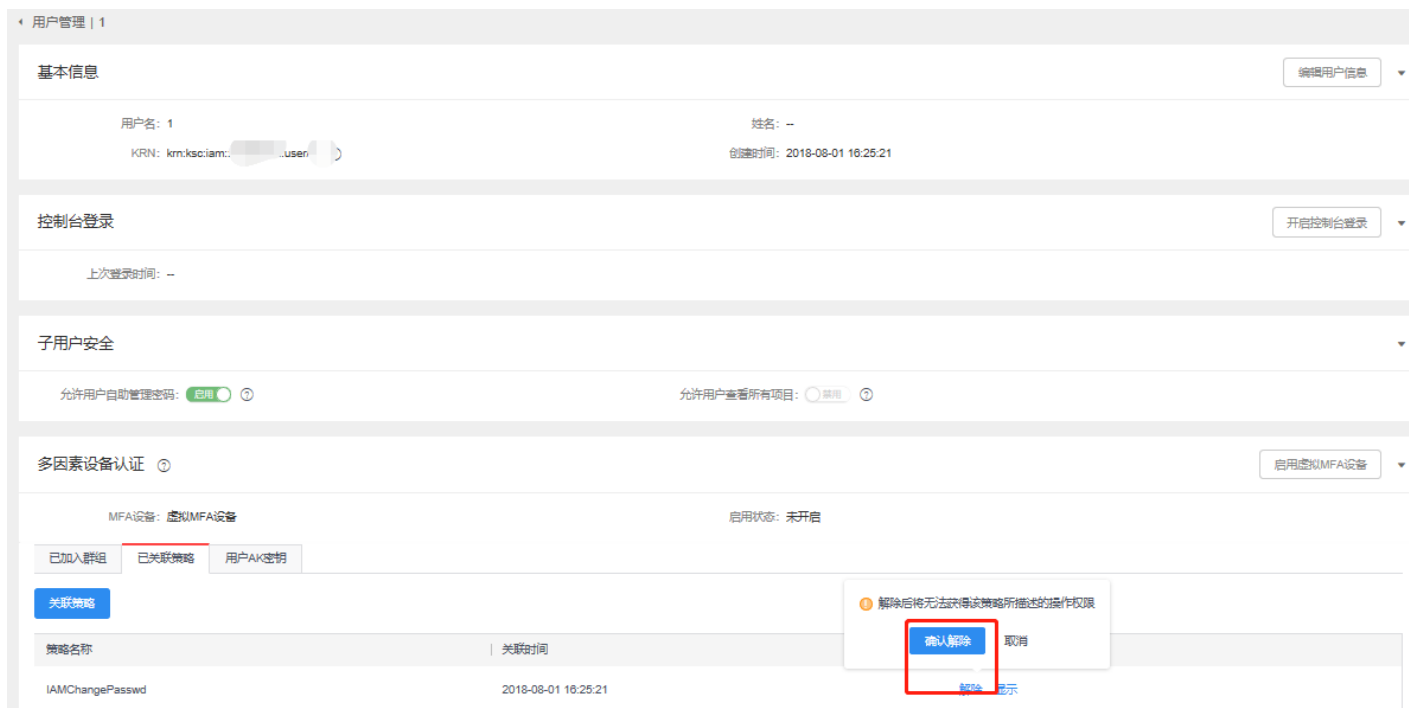 用户管理 | 1
基本信息 编辑用户信息
用户名: 1 姓名: --
KRN: krn:ksc:iam:: :user/ 创建时间: 2018-08-01 16:25:21
控制台登录 开启控制台登录
上次登录时间: --
子用户安全
允许用户自助管理密码: 启用 ? 允许用户查看所有项目: 禁用 ?
多因素设备认证 ? 启用虚拟MFA设备
MFA设备: 虚拟MFA设备 启用状态: 未开启
已加入群组 已关联策略 用户AK密钥
关联策略 解除后将无法获得该策略所描述的操作权限
确认解除 取消
策略名称 关联时间
IAMChangePasswd 2018-08-01 16:25:21 解除 显示